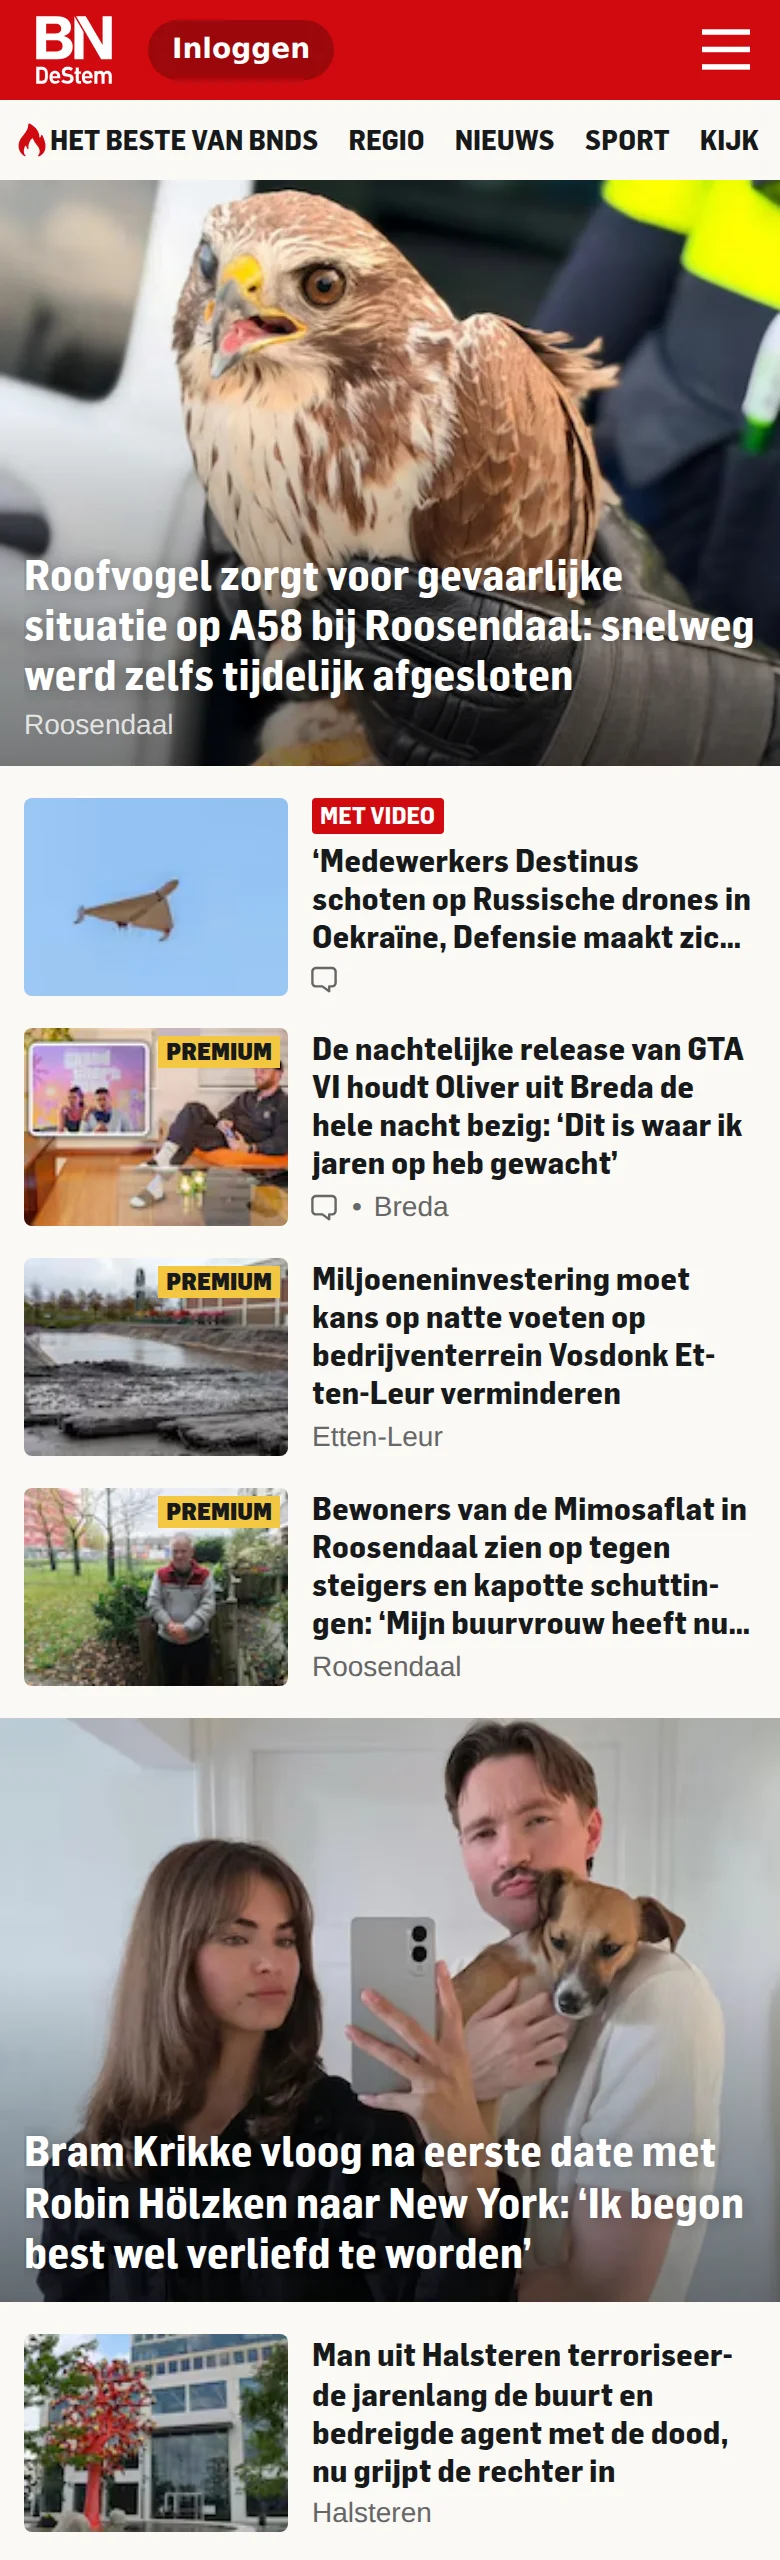 BN
DeStem
Inloggen
HET BESTE VAN BNDS REGIO NIEUWS SPORT KIJK
Roofvogel zorgt voor gevaarlijke
situatie op A58 bij Roosendaal: snelweg
werd zelfs tijdelijk afgesloten
Roosendaal
MET VIDEO
‘Medewerkers Destinus
schoten op Russische drones in
Oekraïne, Defensie maakt zic...
PREMIUM
De nachtelijke release van GTA
VI houdt Oliver uit Breda de
hele nacht bezig: ‘Dit is waar ik
jaren op heb gewacht’
• Breda
PREMIUM
Miljoeneninvestering moet
kans op natte voeten op
bedrijventerrein Vosdonk Et-
ten-Leur verminderen
Etten-Leur
PREMIUM
Bewoners van de Mimosaflat in
Roosendaal zien op tegen
steigers en kapotte schuttin-
gen: ‘Mijn buurvrouw heeft nu...
Roosendaal
Bram Krikke vloog na eerste date met
Robin Hölzken naar New York: ‘Ik begon
best wel verliefd te worden’
Man uit Halsteren terroriseer-
de jarenlang de buurt en
bedreigde agent met de dood,
nu grijpt de rechter in
Halsteren